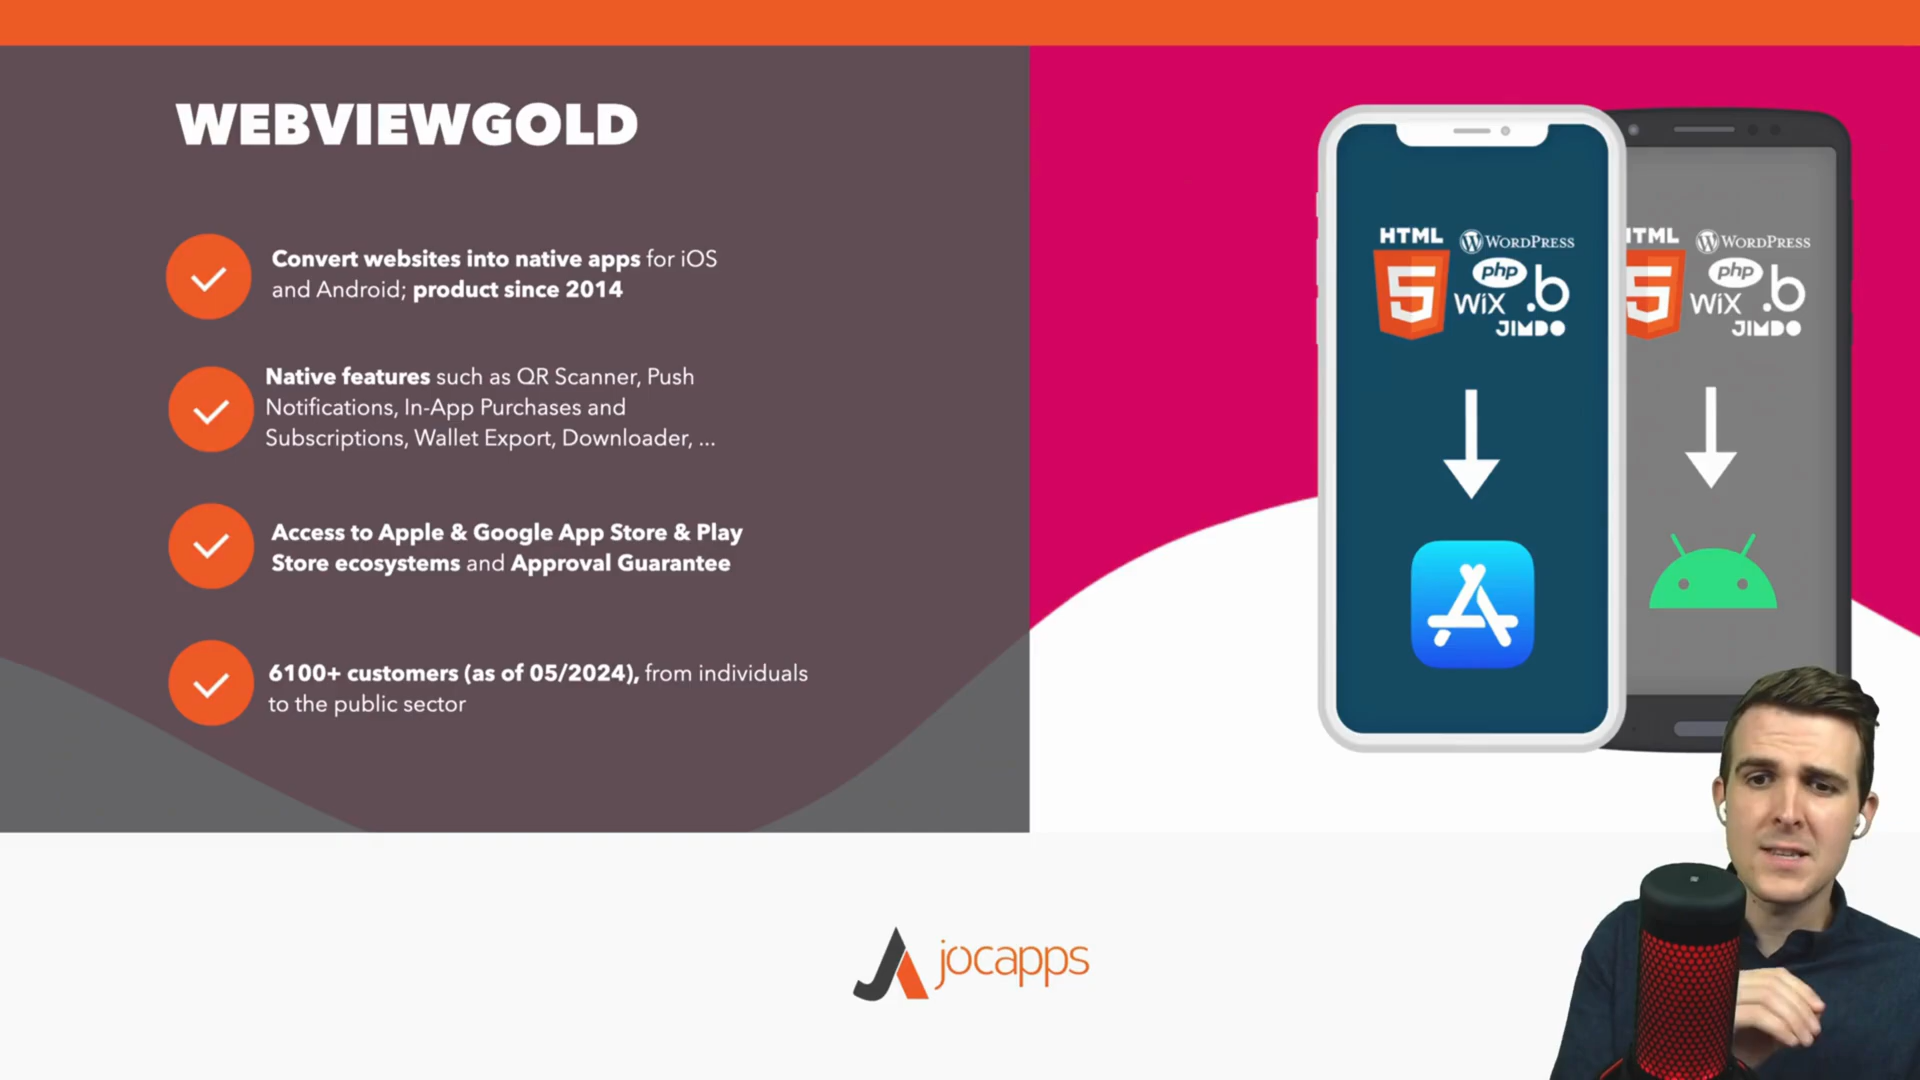 WEBVIEWGOLD
Convert websites into native apps for iOS
and Android; product since 2014
Native features such as QR Scanner, Push
Notifications, In-App Purchases and
Subscriptions, Wallet Export, Downloader, ...
Access to Apple & Google App Store & Play
Store ecosystems and Approval Guarantee
6100+ customers (as of 05/2024), from individuals
to the public sector
HTML
5
WORDPRESS
php
WiX
.b
JIMDO
HTML
5
WORDPRESS
php
WiX
.b
JIMDO
jocapps